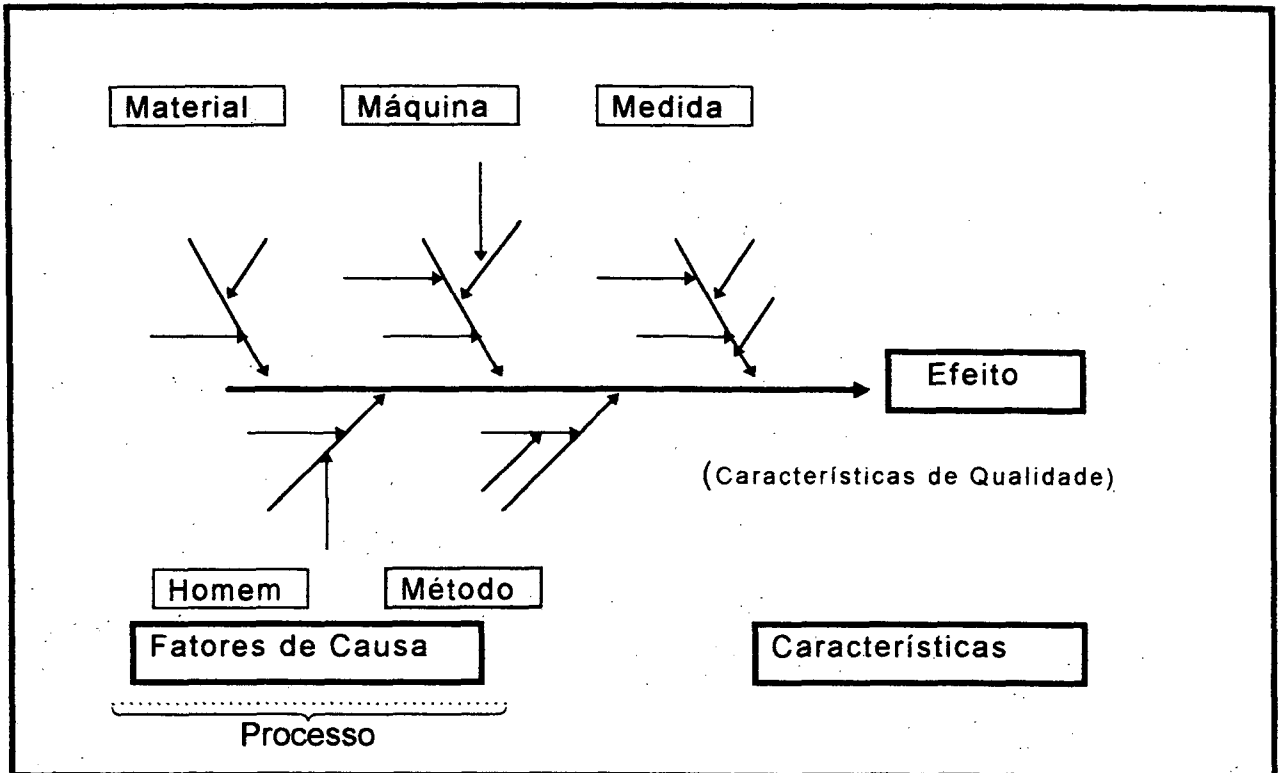 Material Máquina Medida
Efeito
(Características de Qualidade)
Homem Método
Fatores de Causa Características
Processo